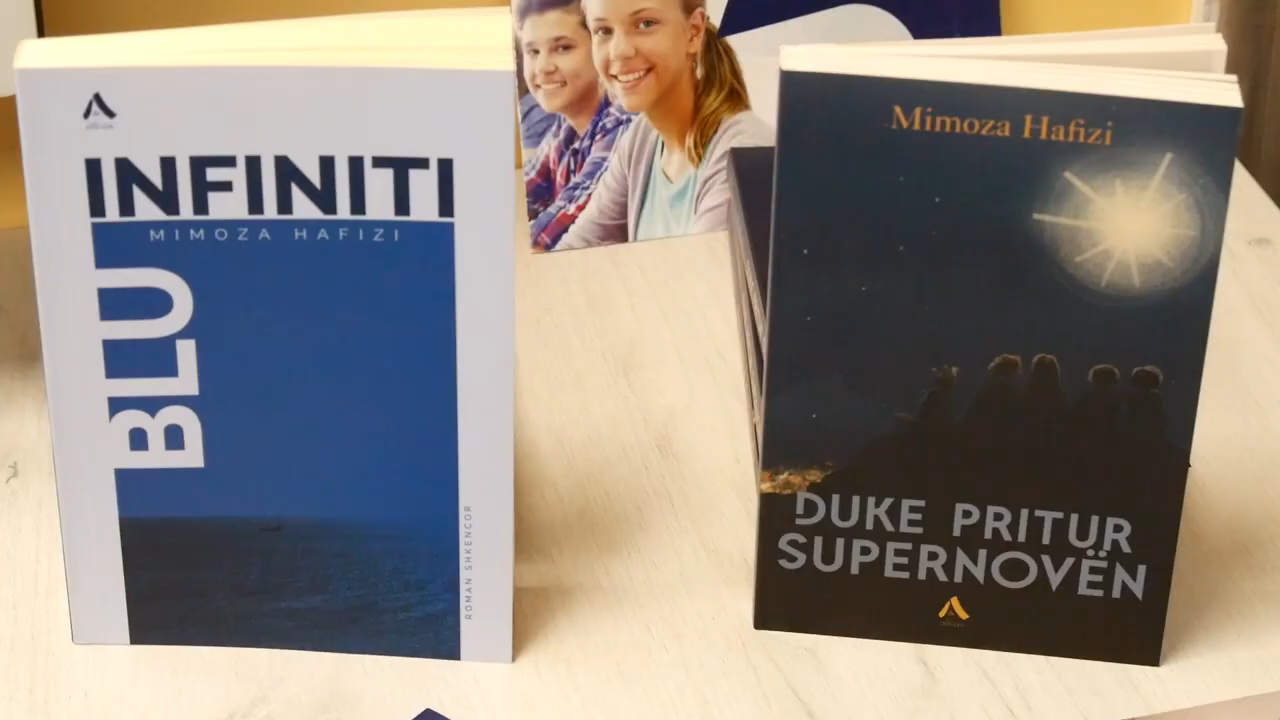 INFINITI
MIMOZA HAFIZI
BLU
ROMAN SHKENCOR
Mimoza Hafizi
DUKE PRITUR
SUPERNOVËN